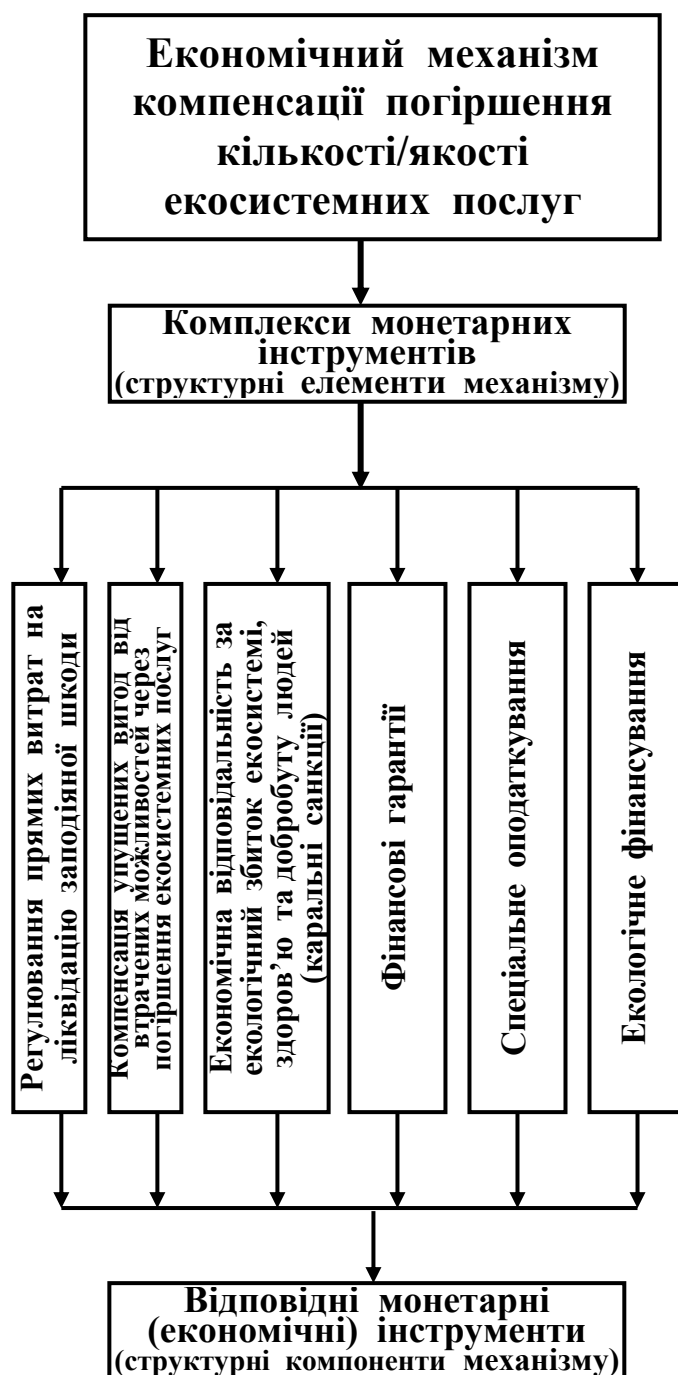 Економічний механізм
компенсації погіршення
кількості/якості
екосистемних послуг
Комплекси монетарних
інструментів
(структурні елементи механізму)
Регулювання прямих витрат на
ліквідацію заподіяної шкоди
Компенсація упущених вигод від
втрачених можливостей через
погіршення екосистемних послуг
Економічна відповідальність за
екологічний збиток екосистемі,
здоров’ю та добробуту людей
(каральні санкції)
Фінансові гарантії
Спеціальне оподаткування
Екологічне фінансування
Відповідні монетарні
(економічні) інструменти
(структурні компоненти механізму)